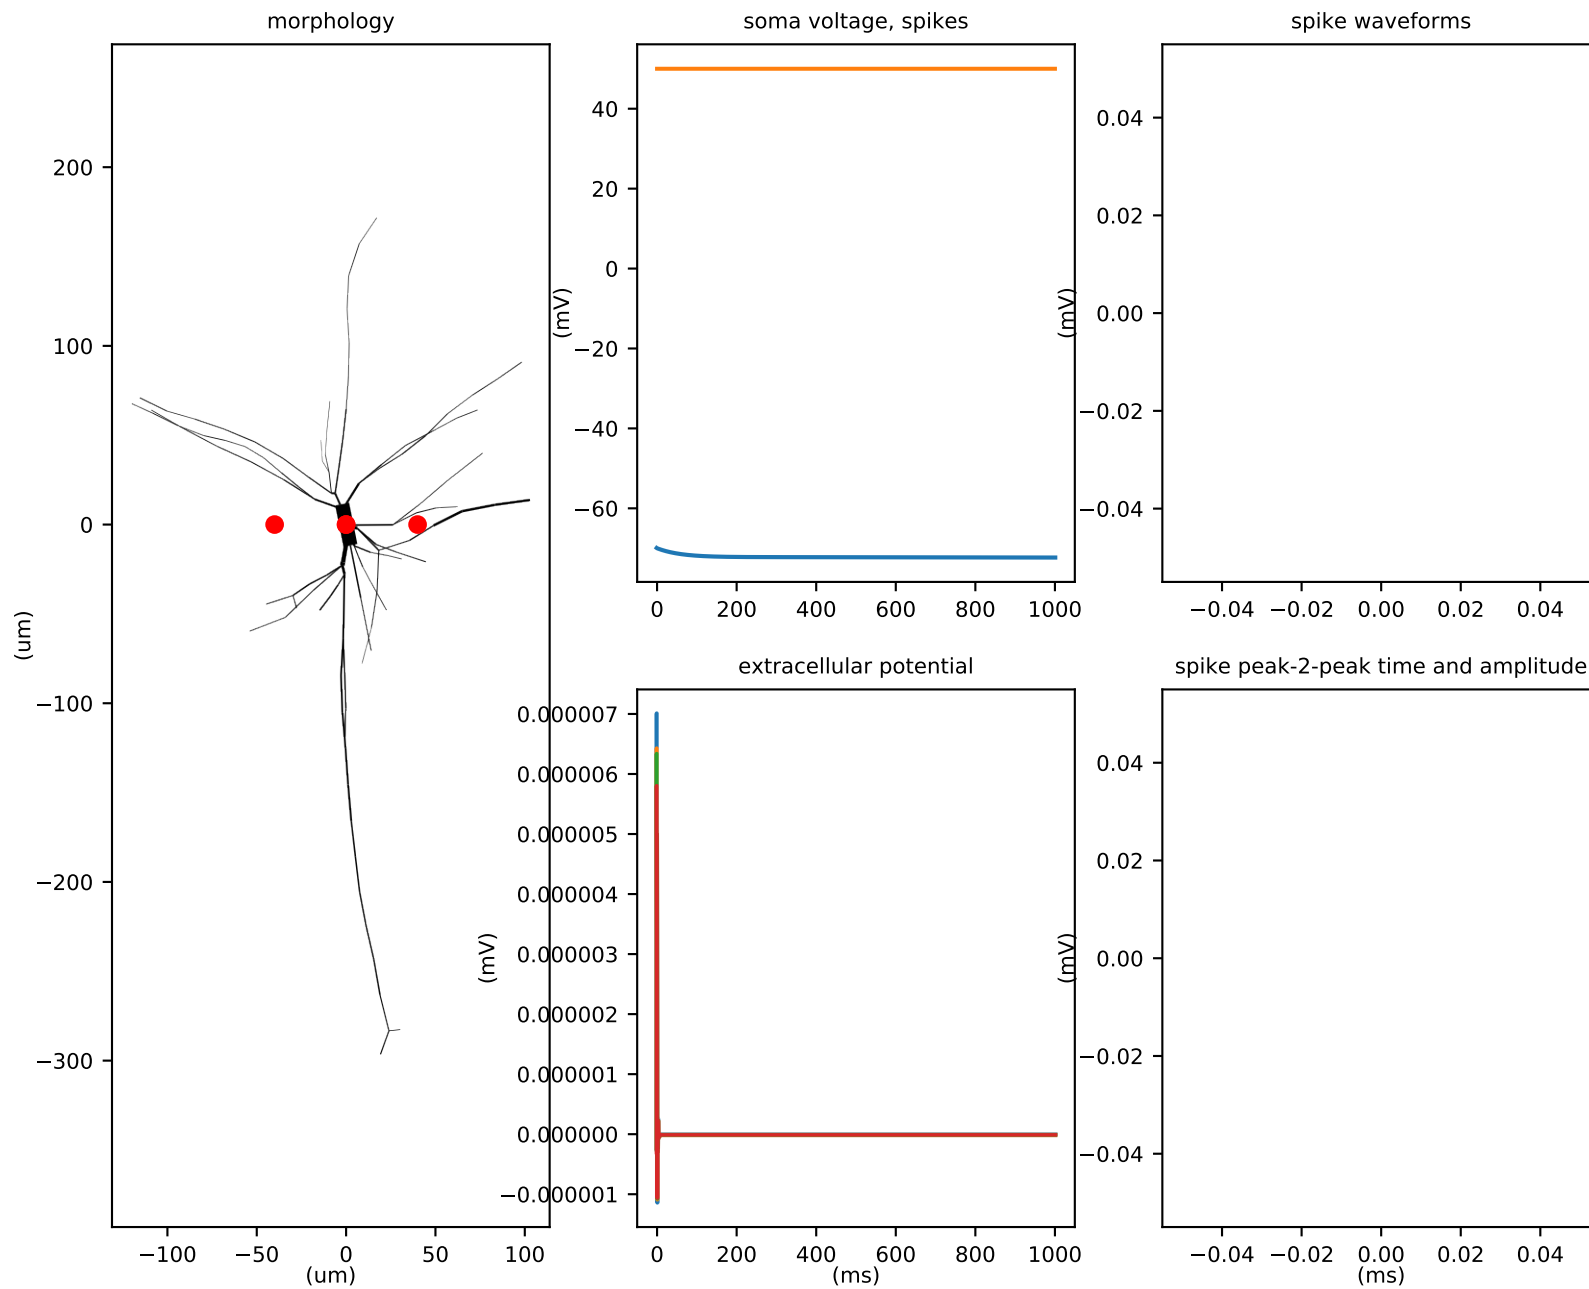 morphology
200
100
0
−100
−200
−300
(um)
−100 −50 0 50 100
(um)
soma voltage, spikes
40
20
0
−20
−40
−60
(mV)
0 200 400 600 800 1000
spike waveforms
0.04
0.02
0.00
−0.02
−0.04
(mV)
−0.04 −0.02 0.00 0.02 0.04
extracellular potential
0.000007
0.000006
0.000005
0.000004
0.000003
0.000002
0.000001
0.000000
−0.000001
(mV)
0 200 400 600 800 1000
(ms)
spike peak-2-peak time and amplitude
0.04
0.02
0.00
−0.02
−0.04
(mV)
−0.04 −0.02 0.00 0.02 0.04
(ms)